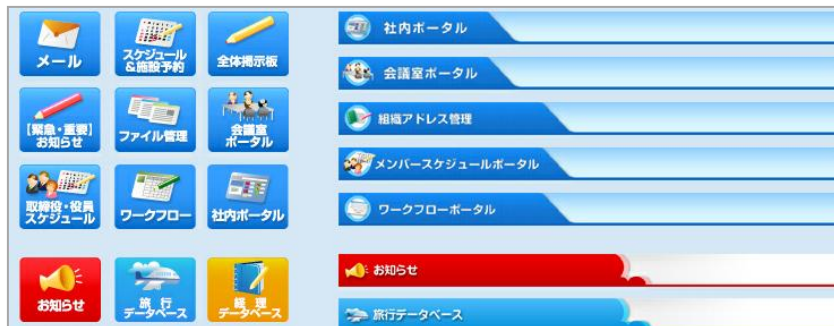 メール
スケジュール
&施設予約
全体掲示板
【緊急・重要】
お知らせ
ファイル管理
会議室
ポータル
取締役・役員
スケジュール
ワークフロー
社内ポータル
お知らせ
旅 行
データベース
経 理
データベース
社内ポータル
会議室ポータル
組織アドレス管理
メンバースケジュールポータル
ワークフローポータル
お知らせ
旅行データベース